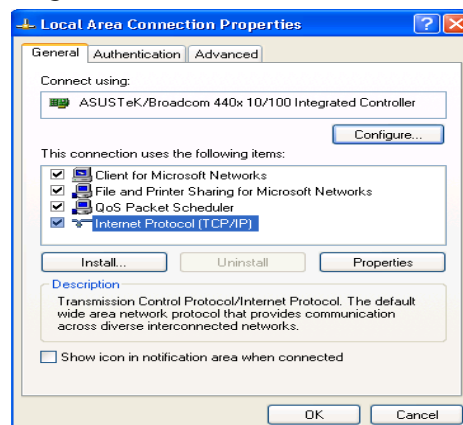 Local Area Connection Properties
General Authentication Advanced
Connect using:
ASUSTeK/Broadcom 440x 10/100 Integrated Controller
Configure...
This connection uses the following items:
Client for Microsoft Networks
File and Printer Sharing for Microsoft Networks
QoS Packet Scheduler
Internet Protocol (TCP/IP)
Install... Uninstall Properties
Description
Transmission Control Protocol/Internet Protocol. The default
wide area network protocol that provides communication
across diverse interconnected networks.
Show icon in notification area when connected
OK Cancel